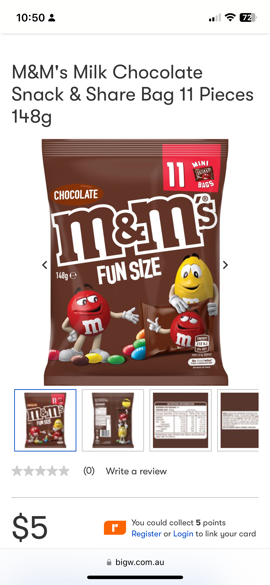 10:50
72
M&M's Milk Chocolate
Snack & Share Bag 11 Pieces
148g
11 MINI
BAGS
CHOCOLATE
m&m's
148g e
FUN SIZE
m
m
(0) Write a review
$5
r
You could collect 5 points
Register or Login to link your card
bigw.com.au